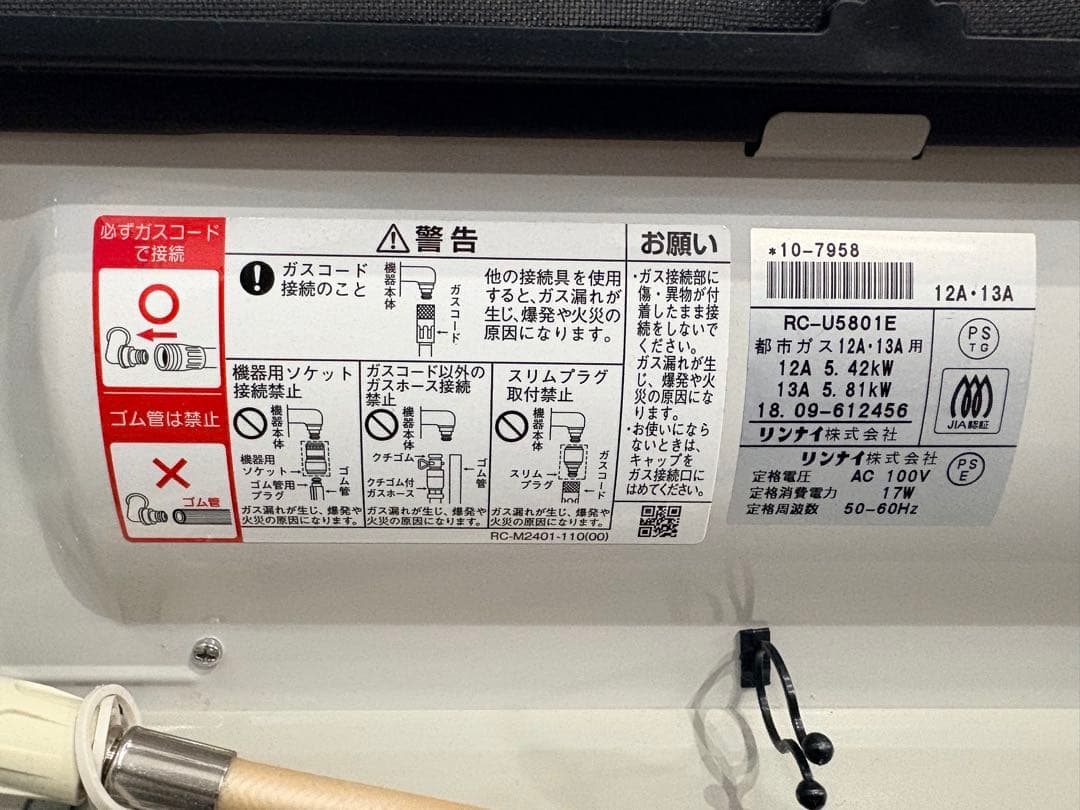 必ずガスコード
で接続
ゴム管は禁止
ゴム管
警告
ガスコード
接続のこと
機器本体
ガスコード
他の接続具を使用
すると、ガス漏れが
生じ、爆発や火災の
原因になります。
機器用ソケット
接続禁止
機器本体
機器用
ソケット
ゴム管用
プラグ
ゴム管
ガス漏れが生じ、爆発や
火災の原因になります。
ガスコード以外の
ガスホース接続
禁止
機器本体
クチゴム
クチゴム付
ガスホース
ゴム管
ガス漏れが生じ、爆発や
火災の原因になります。
スリムプラグ
取付禁止
機器本体
スリム
プラグ
ガスコード
ガス漏れが生じ、爆発や
火災の原因になります。
RC-M2401-110(00)
お願い
・ガス接続部に
傷・異物が付
着したまま接
続をしないで
ください。
ガス漏れが生
じ、爆発や火
災の原因にな
ります。
・お使いになら
ないときは、
キャップを
ガス接続口に
はめてください。
*10-7958
12A・13A
RC-U5801E
都市ガス12A・13A用
12A 5.42kW
13A 5.81kW
18.09-612456
リンナイ株式会社
PS
TG
JIA認証
リンナイ株式会社
定格電圧 AC 100V
定格消費電力 17W
定格周波数 50-60Hz
PS
E